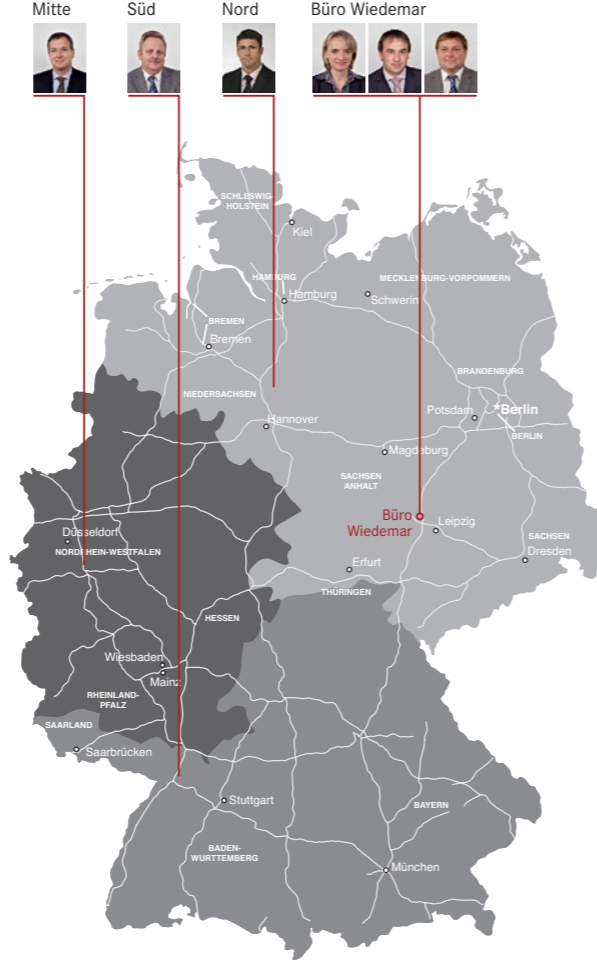 Mitte
Süd
Nord
Büro Wiedemar
SCHLESWIG-
HOLSTEIN
Kiel
HAMBURG
MECKLENBURG-VORPOMMERN
Hamburg
Schwerin
BREMEN
Bremen
BRANDENBURG
NIEDERSACHSEN
Potsdam
*Berlin
Hannover
BERLIN
Magdeburg
SACHSEN
ANHALT
Büro
Wiedemar
Leipzig
Düsseldorf
SACHSEN
NORDRHEIN-WESTFALEN
Dresden
Erfurt
THÜRINGEN
HESSEN
Wiesbaden
Mainz
RHEINLAND-
PFALZ
SAARLAND
Saarbrücken
Stuttgart
BAYERN
BADEN-
WURTTEMBERG
München